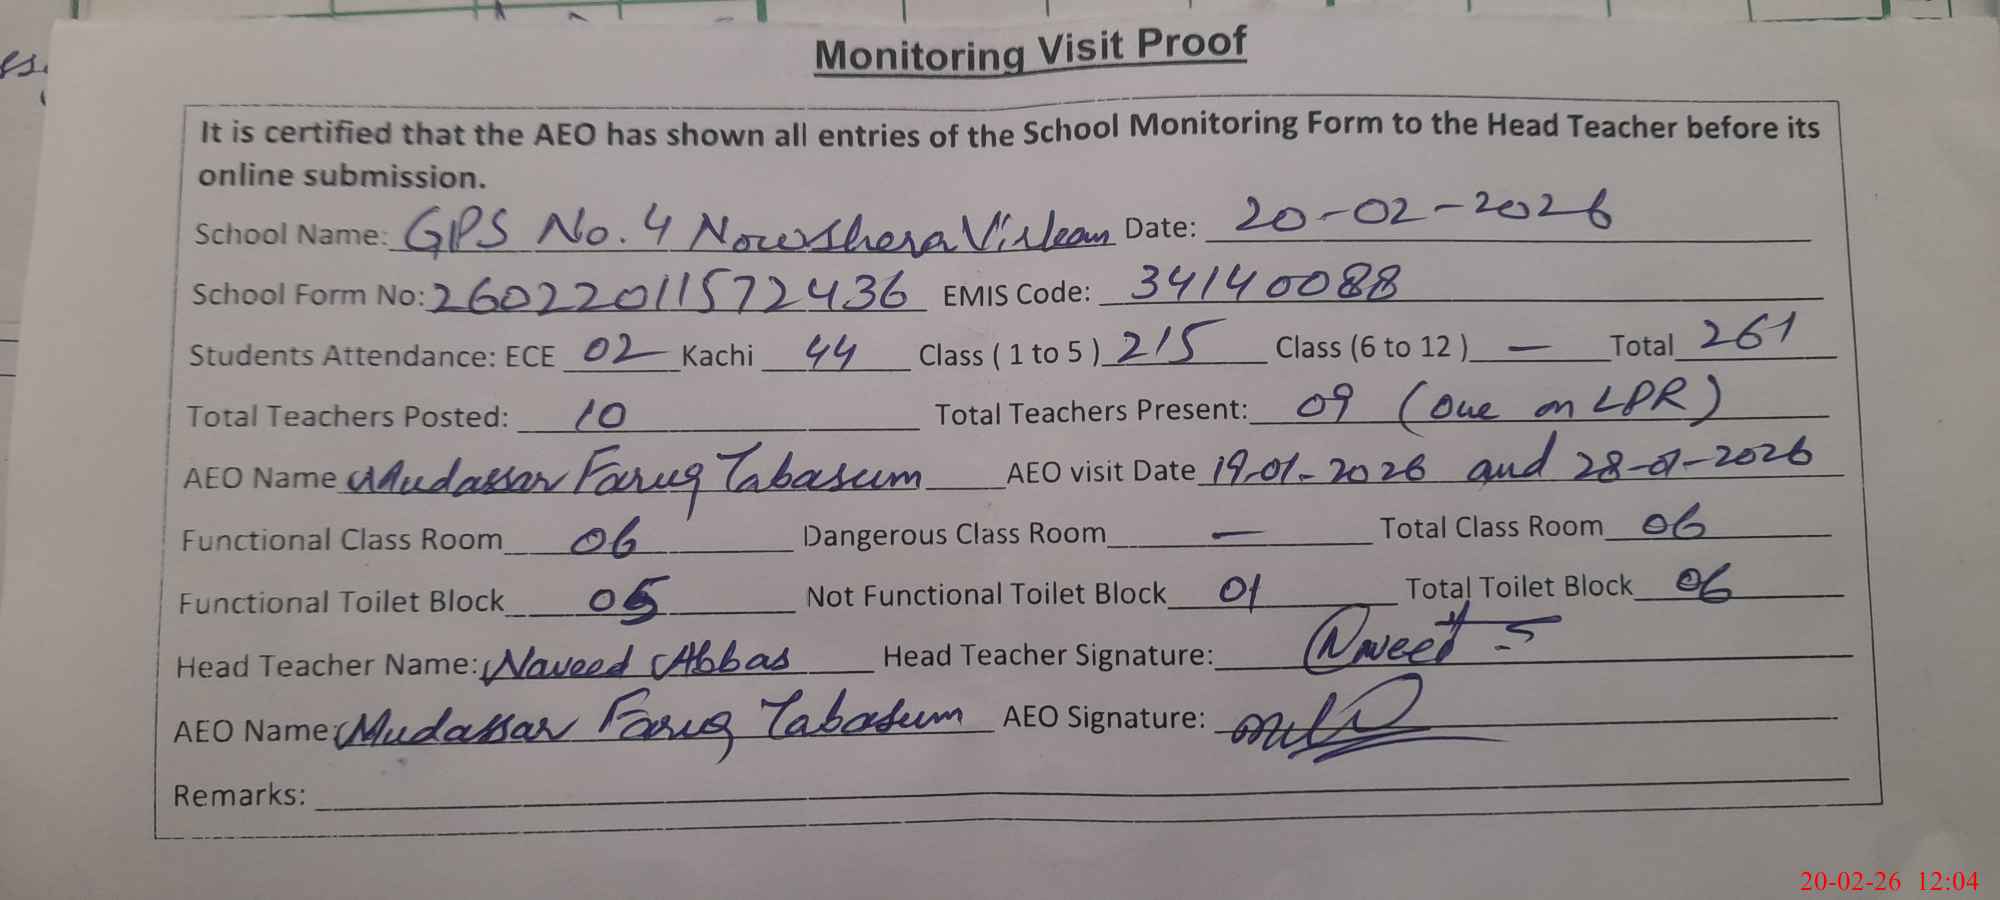 Monitoring Visit Proof
It is certified that the AEO has shown all entries of the School Monitoring Form to the Head Teacher before its
online submission.
School Name: GPS No. 4 Nowshera Virkan Date: 20-02-2026
School Form No: 26022011572436 EMIS Code: 34140088
Students Attendance: ECE 02 Kachi 44 Class ( 1 to 5 ) 215 Class (6 to 12 ) — Total 261
Total Teachers Posted: 10 Total Teachers Present: 09 (One on LPR)
AEO Name Mudassar Faruq Tabasum AEO visit Date 19-01-2026 and 28-01-2026
Functional Class Room 06 Dangerous Class Room — Total Class Room 06
Functional Toilet Block 05 Not Functional Toilet Block 01 Total Toilet Block 06
Head Teacher Name: Naveed Abbas Head Teacher Signature: Naveed
AEO Name: Mudassar Faruq Tabasum AEO Signature:
Remarks:
20-02-26 12:04